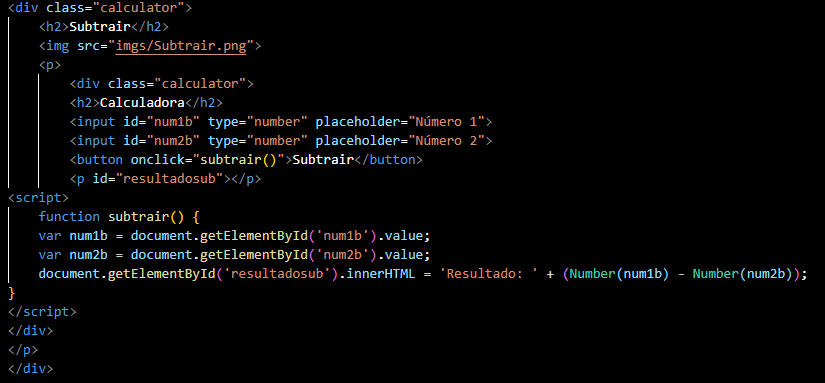 <div class="calculator">
<h2>Subtrair</h2>
<img src="imgs/Subtrair.png">
<p>
<div class="calculator">
<h2>Calculadora</h2>
<input id="num1b" type="number" placeholder="Número 1">
<input id="num2b" type="number" placeholder="Número 2">
<button onclick="subtrair()">Subtrair</button>
<p id="resultadosub"></p>
<script>
function subtrair() {
var num1b = document.getElementById('num1b').value;
var num2b = document.getElementById('num2b').value;
document.getElementById('resultadosub').innerHTML = 'Resultado: ' + (Number(num1b) - Number(num2b));
}
</script>
</div>
</p>
</div>